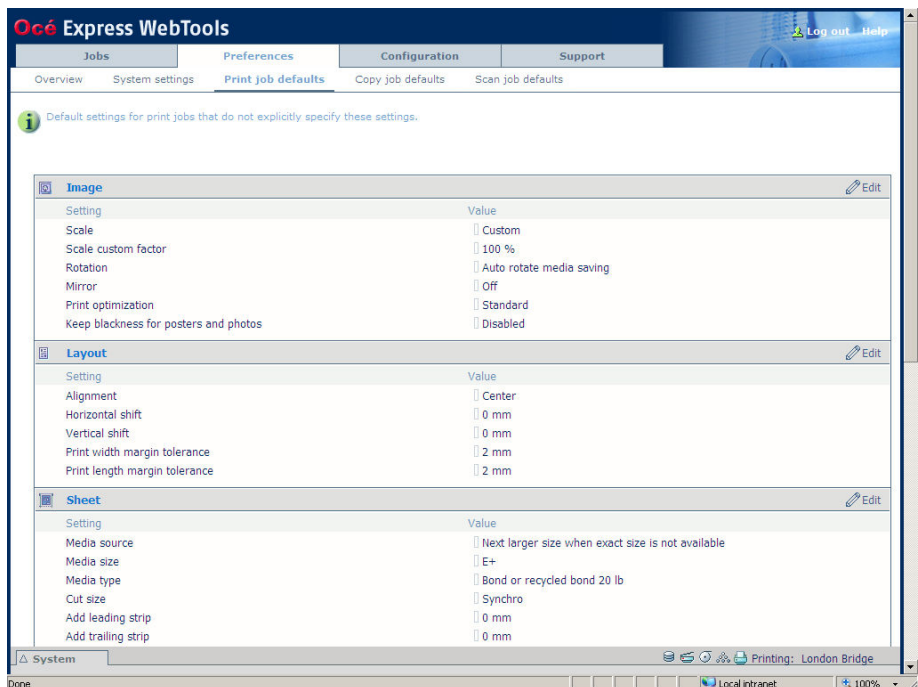 Océ Express WebTools
Log out Help
Jobs Preferences Configuration Support
Overview System settings Print job defaults Copy job defaults Scan job defaults
Default settings for print jobs that do not explicitly specify these settings.
Image Edit
Setting Value
Scale Custom
Scale custom factor 100 %
Rotation Auto rotate media saving
Mirror Off
Print optimization Standard
Keep blackness for posters and photos Disabled
Layout Edit
Setting Value
Alignment Center
Horizontal shift 0 mm
Vertical shift 0 mm
Print width margin tolerance 2 mm
Print length margin tolerance 2 mm
Sheet Edit
Setting Value
Media source Next larger size when exact size is not available
Media size E+
Media type Bond or recycled bond 20 lb
Cut size Synchro
Add leading strip 0 mm
Add trailing strip 0 mm
System Printing: London Bridge
Done Local intranet 100%